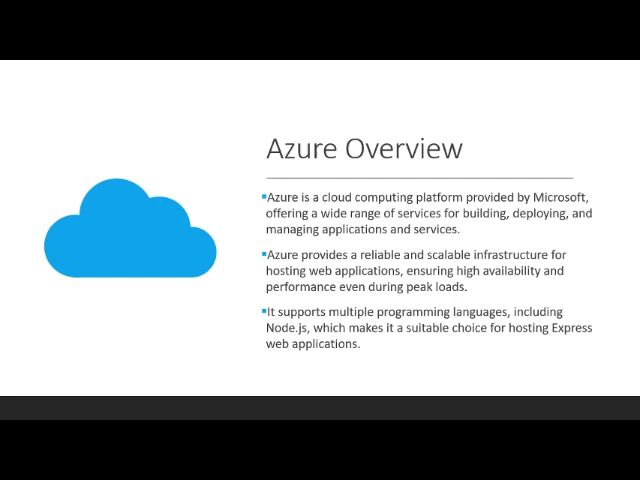 Azure Overview
▪Azure is a cloud computing platform provided by Microsoft,
offering a wide range of services for building, deploying, and
managing applications and services.
▪Azure provides a reliable and scalable infrastructure for
hosting web applications, ensuring high availability and
performance even during peak loads.
▪It supports multiple programming languages, including
Node.js, which makes it a suitable choice for hosting Express
web applications.